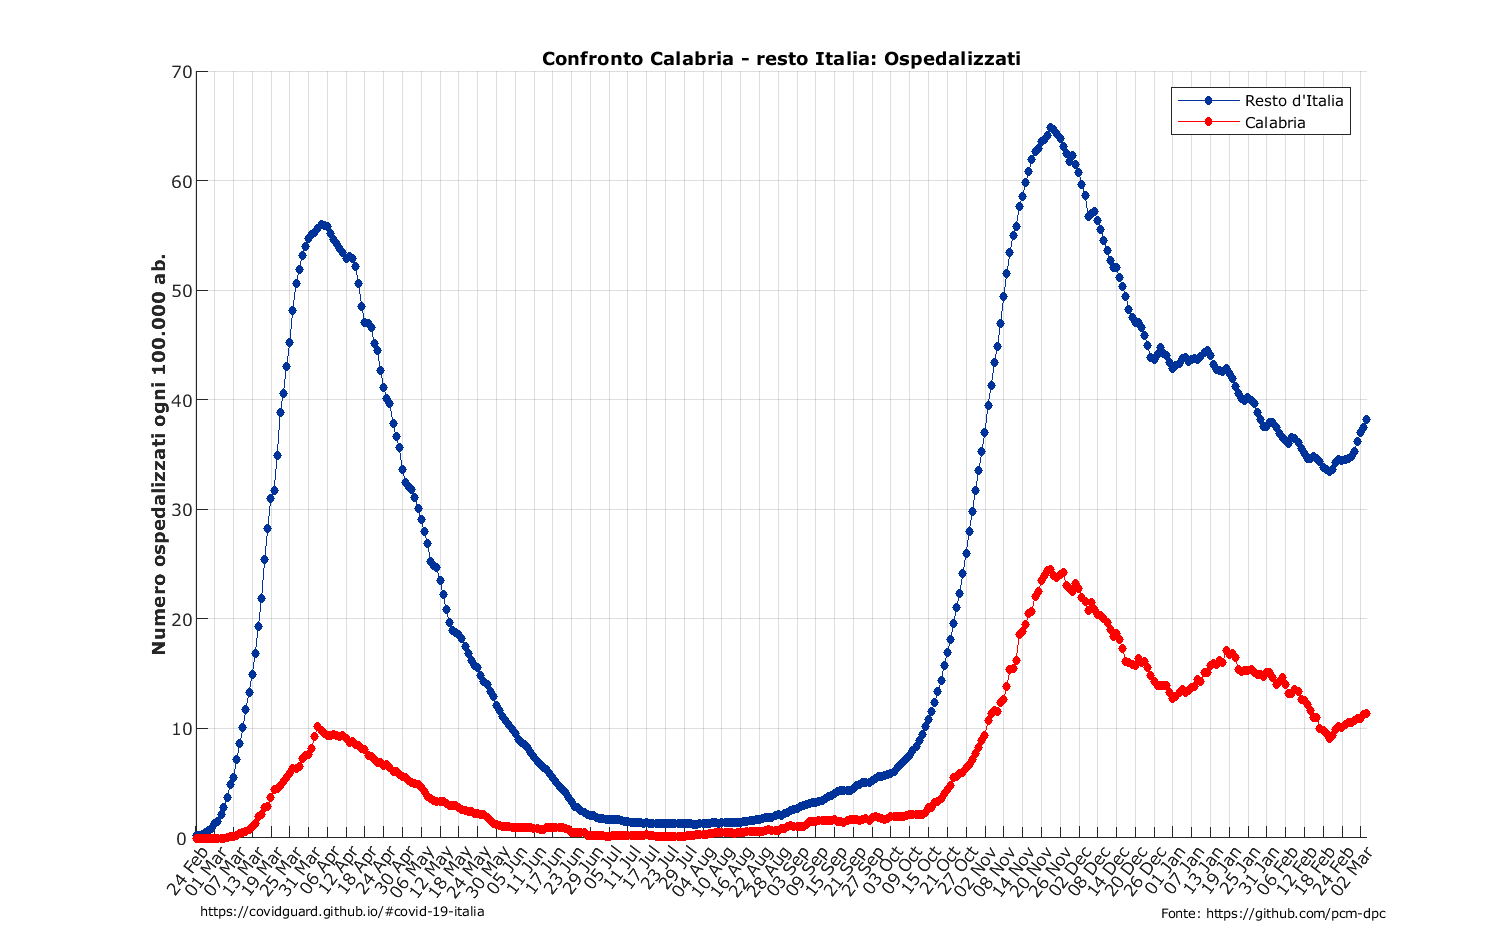 Confronto Calabria - resto Italia: Ospedalizzati
Resto d'Italia
Calabria
Numero ospedalizzati ogni 100.000 ab.
70
60
50
40
30
20
10
0
24 Feb
01 Mar
07 Mar
13 Mar
19 Mar
25 Mar
31 Mar
06 Apr
12 Apr
18 Apr
24 Apr
30 Apr
06 May
12 May
18 May
24 May
30 May
05 Jun
11 Jun
17 Jun
23 Jun
29 Jun
05 Jul
11 Jul
17 Jul
23 Jul
29 Jul
04 Aug
10 Aug
16 Aug
22 Aug
28 Aug
03 Sep
09 Sep
15 Sep
21 Sep
27 Sep
03 Oct
09 Oct
15 Oct
21 Oct
27 Oct
02 Nov
08 Nov
14 Nov
20 Nov
26 Nov
02 Dec
08 Dec
14 Dec
20 Dec
26 Dec
01 Jan
07 Jan
13 Jan
19 Jan
25 Jan
31 Jan
06 Feb
12 Feb
18 Feb
24 Feb
02 Mar
https://covidguard.github.io/#covid-19-italia
Fonte: https://github.com/pcm-dpc